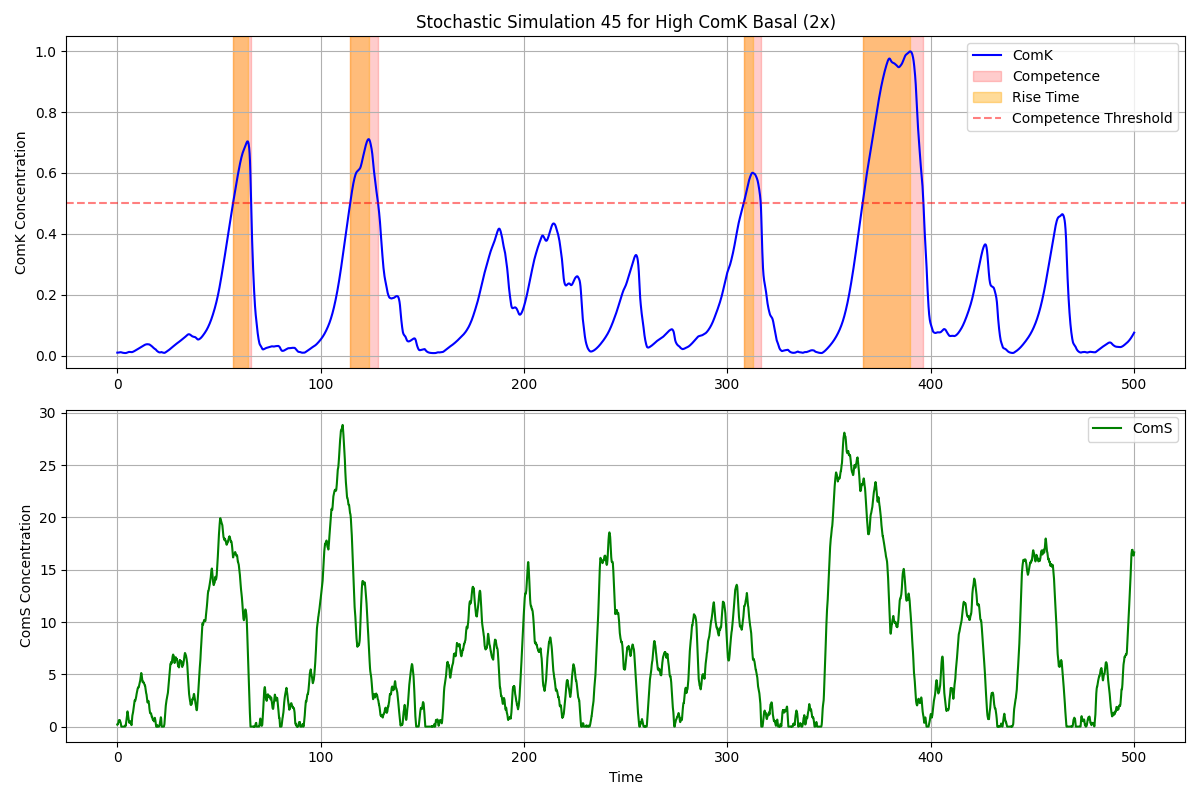 Stochastic Simulation 45 for High ComK Basal (2x)
ComK Concentration
1.0
0.8
0.6
0.4
0.2
0.0
ComK
Competence
Rise Time
Competence Threshold
0 100 200 300 400 500
ComS Concentration
30
25
20
15
10
5
0
ComS
0 100 200 300 400 500
Time